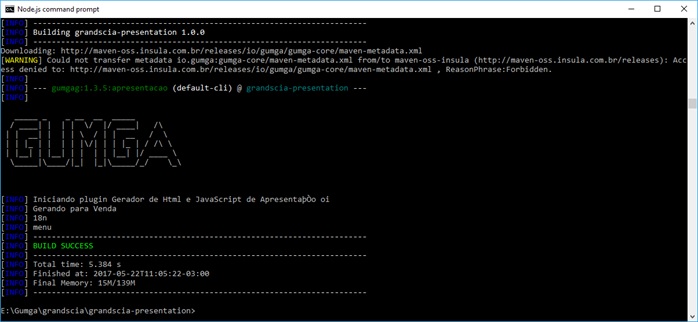 Node.js command prompt
[INFO] ------------------------------------------------------------------------
[INFO] Building grandscia-presentation 1.0.0
[INFO] ------------------------------------------------------------------------
Downloading: http://maven-oss.insula.com.br/releases/io/gumga/gumga-core/maven-metadata.xml
[WARNING] Could not transfer metadata io.gumga:gumga-core/maven-metadata.xml from/to maven-oss-insula (http://maven-oss.insula.com.br/releases): Acc
ess denied to: http://maven-oss.insula.com.br/releases/io/gumga/gumga-core/maven-metadata.xml , ReasonPhrase:Forbidden.
[INFO]
[INFO] --- gumgag:1.3.5:apresentacao (default-cli) @ grandscia-presentation ---
[INFO]
GUMGA
[INFO] Iniciando plugin Gerador de Html e JavaScript de ApresentaþÒo oi
[INFO] Gerando para Venda
[INFO] 18n
[INFO] menu
[INFO] ------------------------------------------------------------------------
[INFO] BUILD SUCCESS
[INFO] ------------------------------------------------------------------------
[INFO] Total time: 5.384 s
[INFO] Finished at: 2017-05-22T11:05:22-03:00
[INFO] Final Memory: 15M/139M
[INFO] ------------------------------------------------------------------------
E:\Gumga\grandscia\grandscia-presentation>